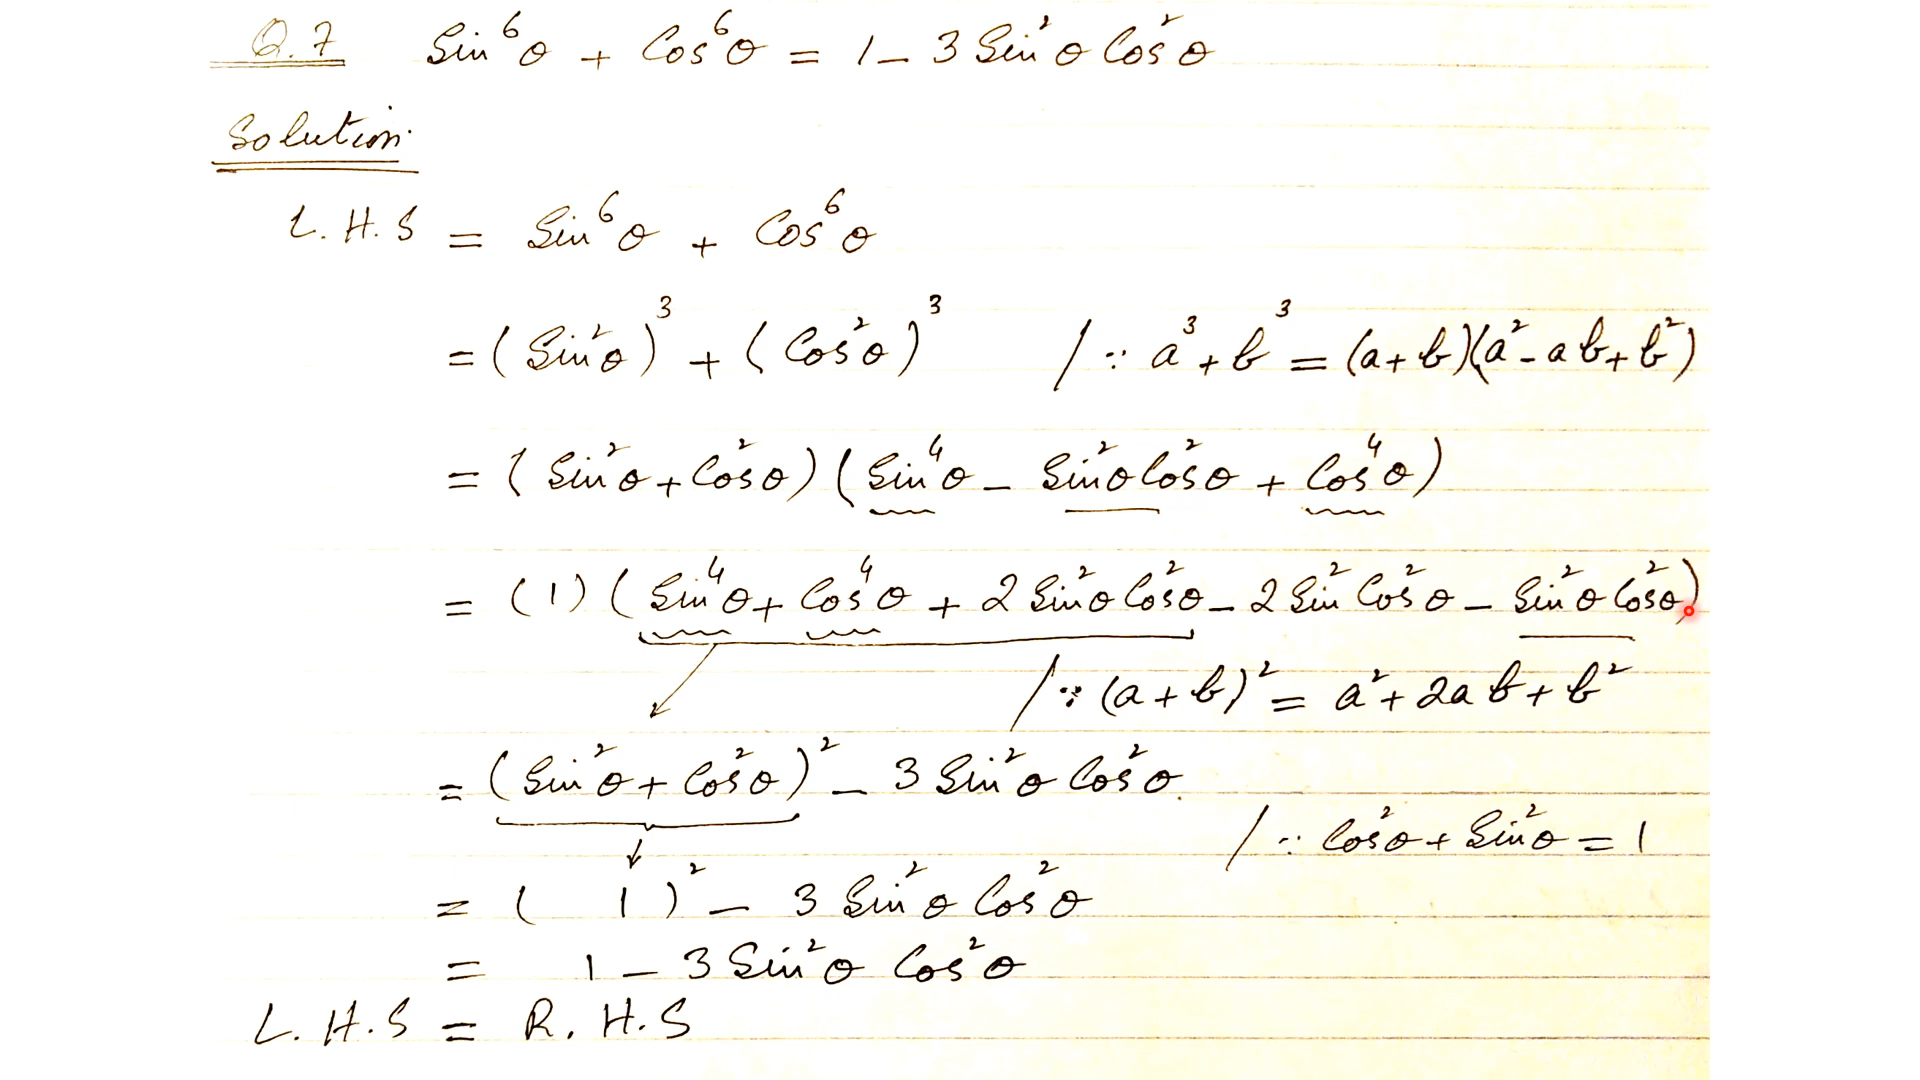 Q.7 Sin⁶θ + Cos⁶θ = 1 - 3 Sin²θ Cos²θ
Solution
L.H.S = Sin⁶θ + Cos⁶θ
= (Sin²θ)³ + (Cos²θ)³ / ∵ a³ + b³ = (a+b)(a² - ab + b²)
= (Sin²θ + Cos²θ)(Sin⁴θ - Sin²θ Cos²θ + Cos⁴θ)
= (1)(Sin⁴θ + Cos⁴θ + 2 Sin²θ Cos²θ - 2 Sin² Cos²θ - Sin²θ Cos²θ)
/ ∵ (a + b)² = a² + 2ab + b²
= (Sin²θ + Cos²θ)² - 3 Sin²θ Cos²θ.
/ ∵ Cos²θ + Sin²θ = 1
= ( 1 )² - 3 Sin²θ Cos²θ
= 1 - 3 Sin²θ Cos²θ
L.H.S = R.H.S